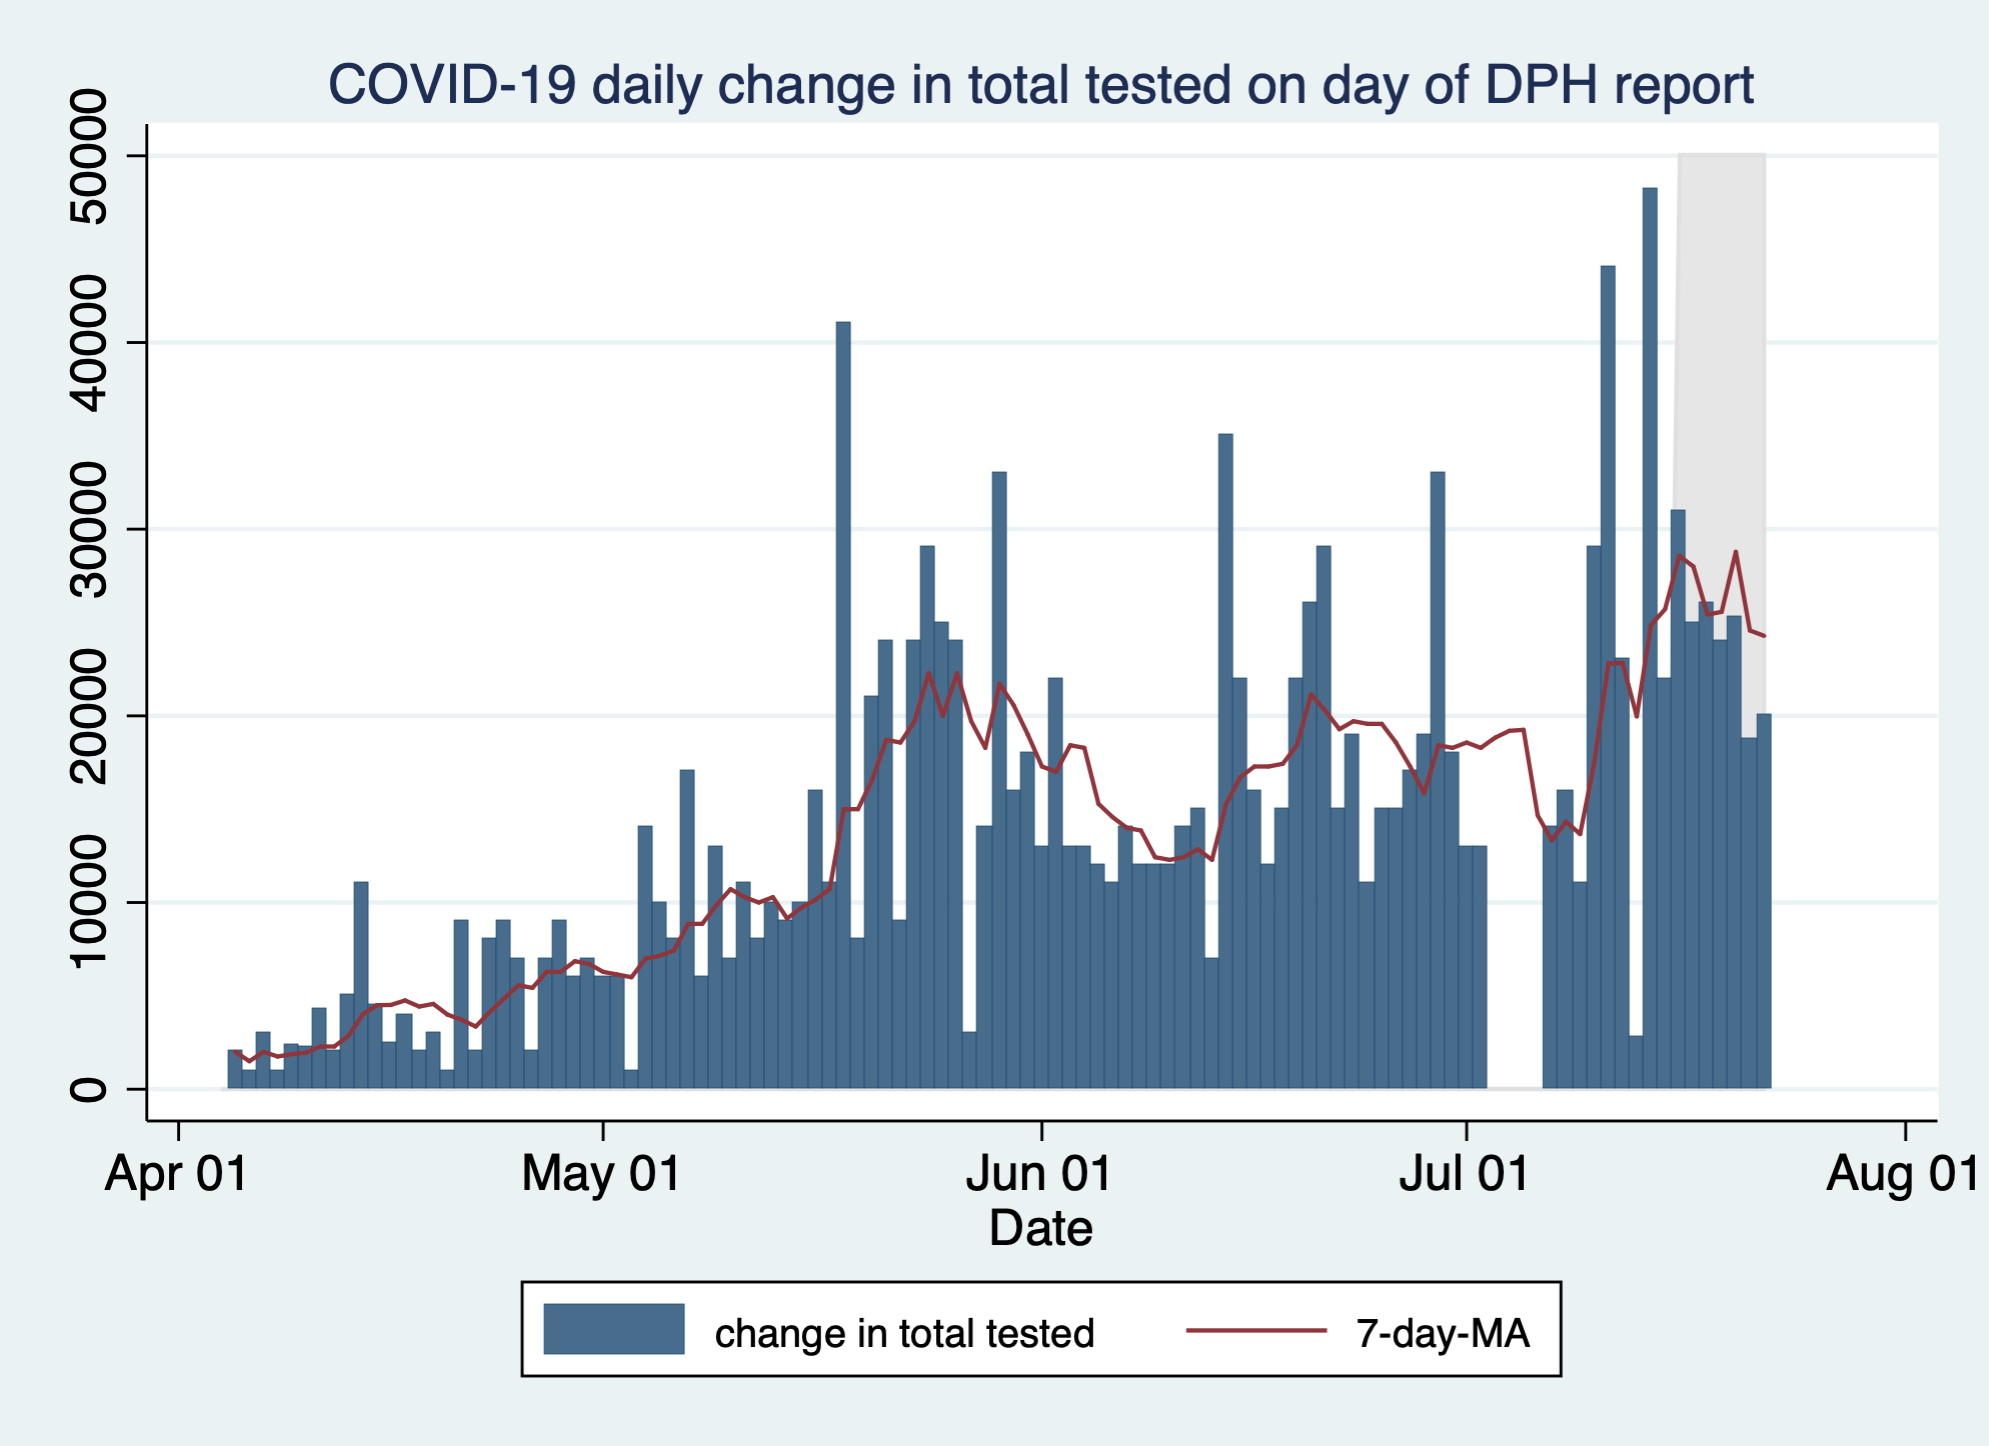 COVID-19 daily change in total tested on day of DPH report
50000
40000
30000
20000
10000
0
Apr 01 May 01 Jun 01 Jul 01 Aug 01
Date
change in total tested 7-day-MA